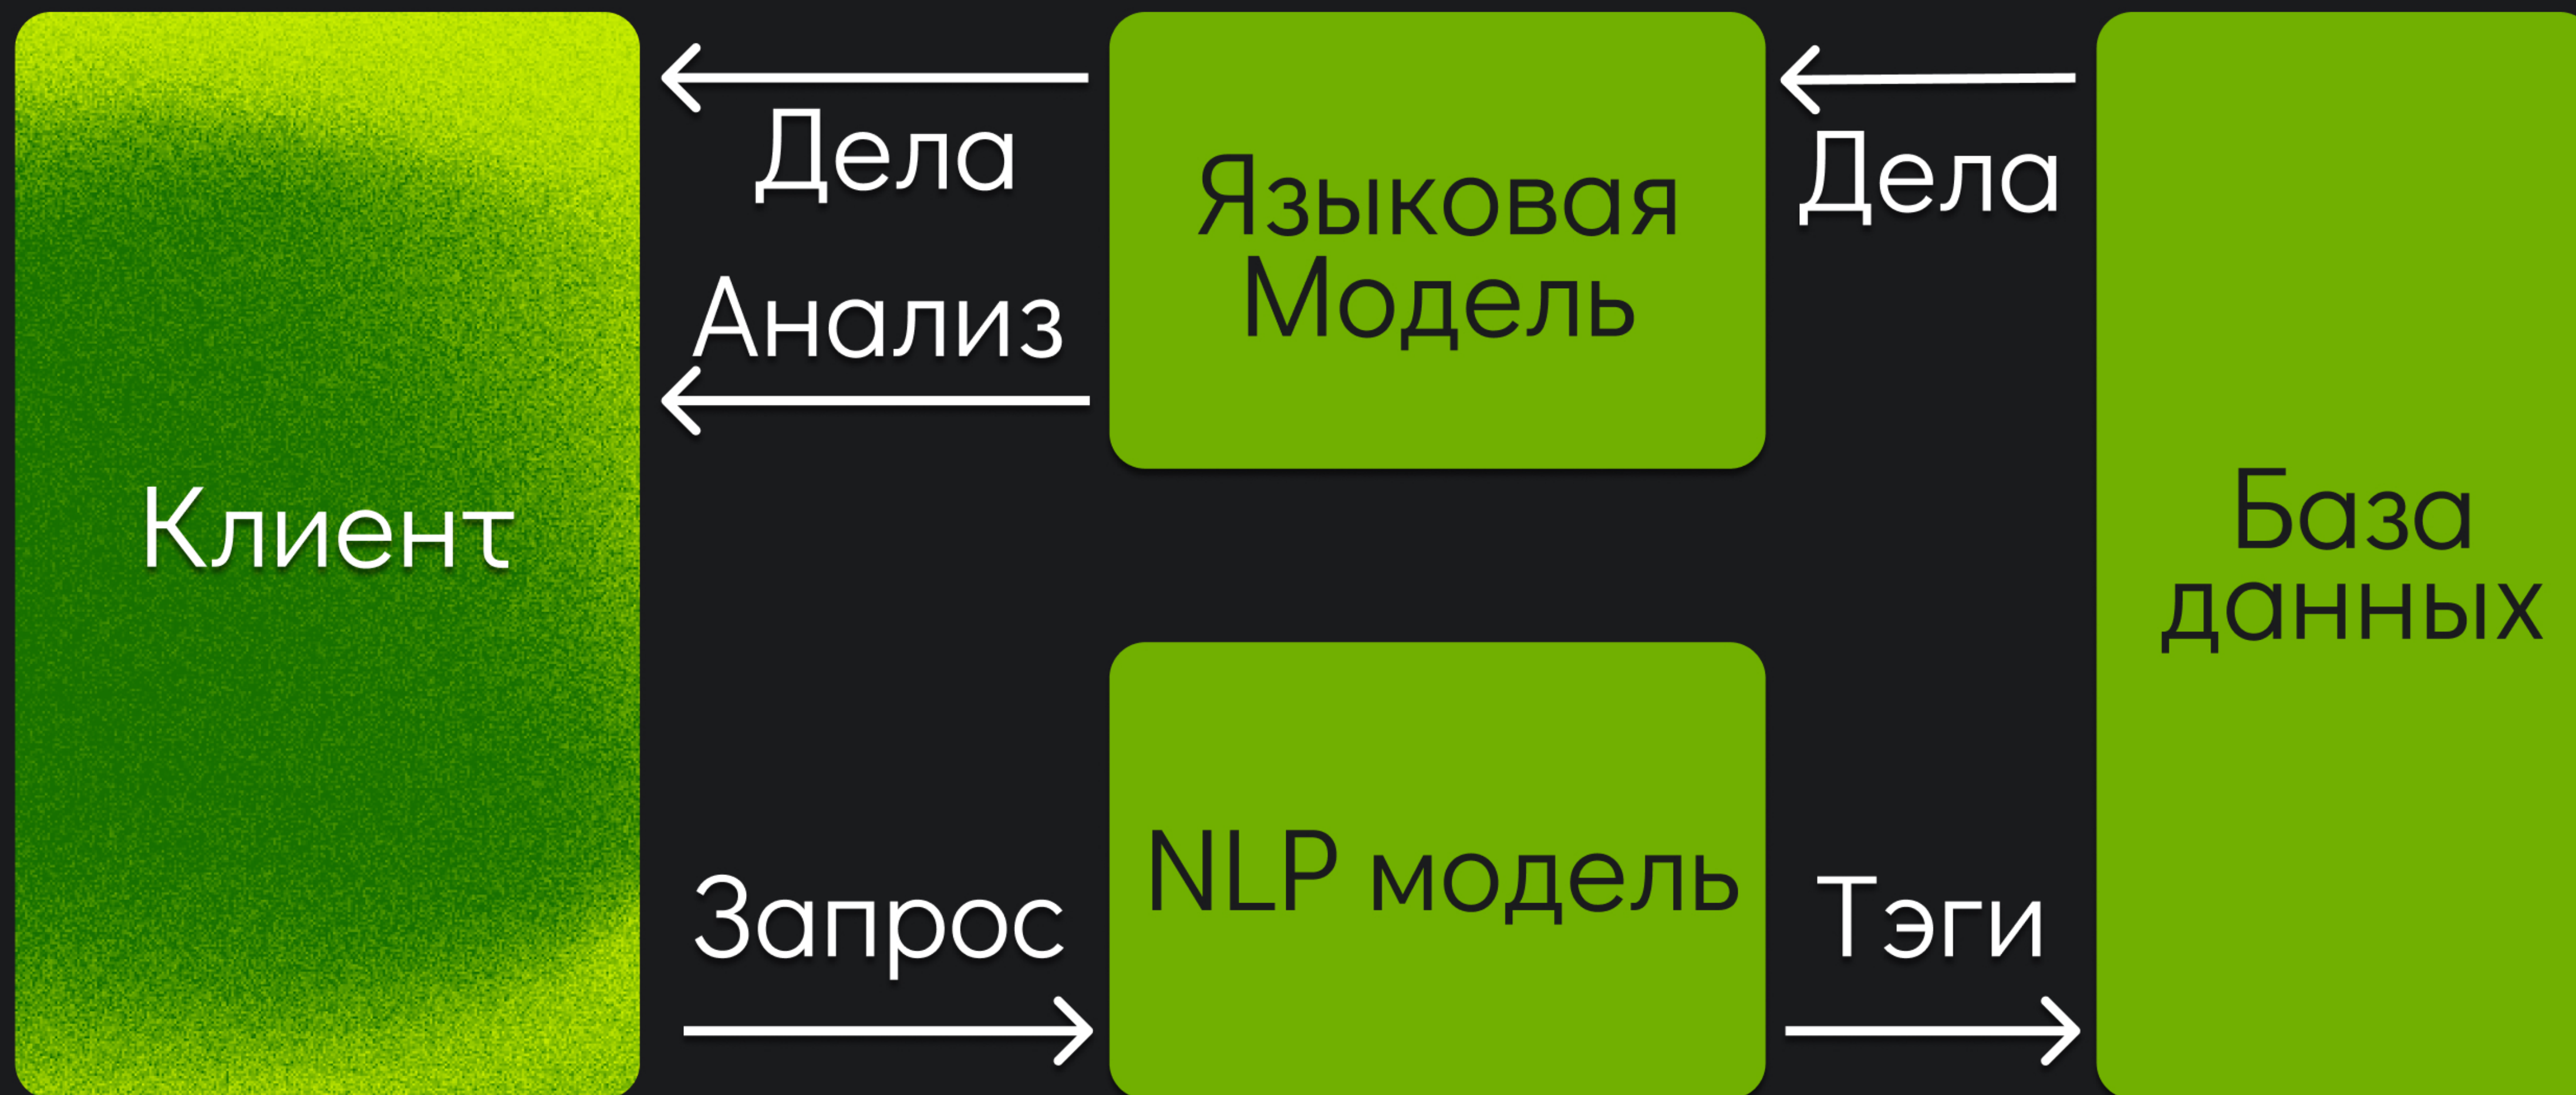 Дела
Языковая
Модель
Дела
Анализ
Клиент
База
данных
Запрос
NLP модель
Тэги